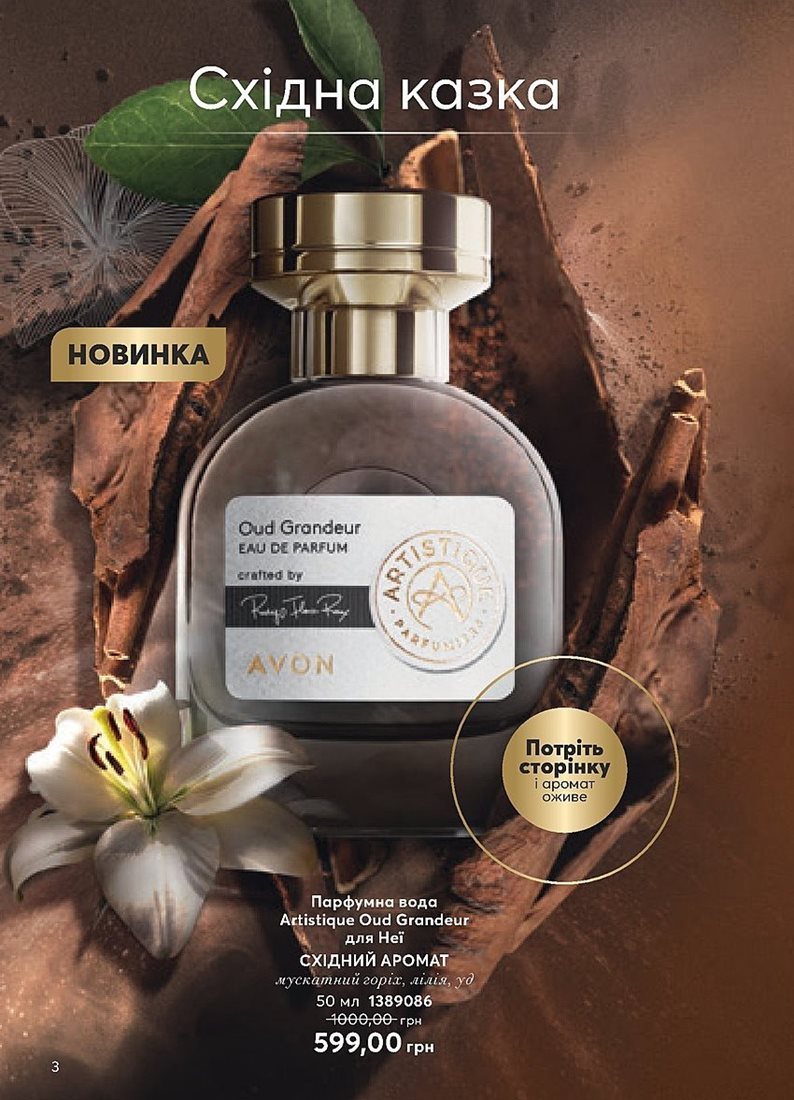 Східна казка
НОВИНКА
Oud Grandeur
EAU DE PARFUM
crafted by
AVON
ARTISTIQUE
PARFUMIERS
Потріть
сторінку
і аромат
оживе
Парфумна вода
Artistique Oud Grandeur
для Неї
СХІДНИЙ АРОМАТ
мускатний горіх, лілія, уд
50 мл 1389086
1000,00 грн
599,00 грн
3